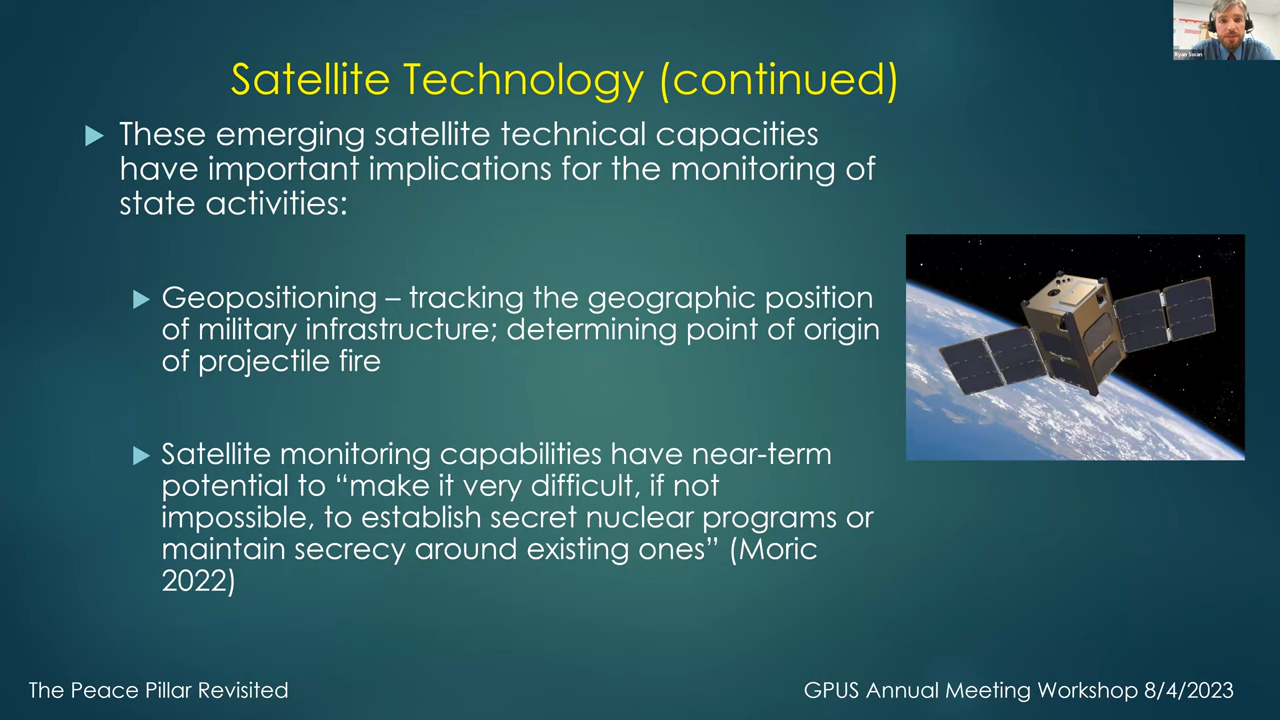 Satellite Technology (continued)
These emerging satellite technical capacities
have important implications for the monitoring of
state activities:
Geopositioning – tracking the geographic position
of military infrastructure; determining point of origin
of projectile fire
Satellite monitoring capabilities have near-term
potential to “make it very difficult, if not
impossible, to establish secret nuclear programs or
maintain secrecy around existing ones” (Moric
2022)
The Peace Pillar Revisited
GPUS Annual Meeting Workshop 8/4/2023
Ryan Swan